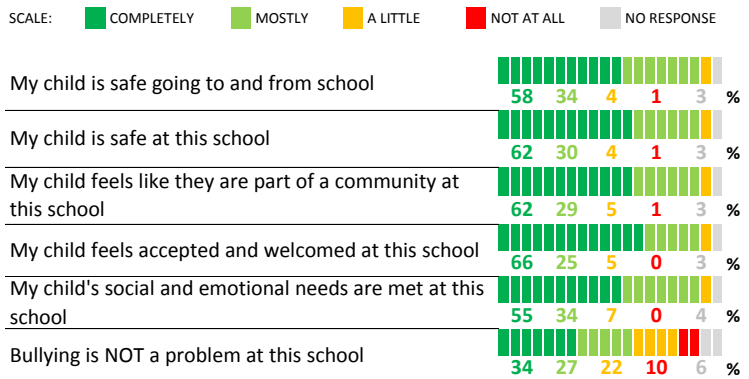 SCALE: COMPLETELY MOSTLY A LITTLE NOT AT ALL NO RESPONSE
My child is safe going to and from school
58 34 4 1 3 %
My child is safe at this school
62 30 4 1 3 %
My child feels like they are part of a community at
this school
62 29 5 1 3 %
My child feels accepted and welcomed at this school
66 25 5 0 3 %
My child's social and emotional needs are met at this
school
55 34 7 0 4 %
Bullying is NOT a problem at this school
34 27 22 10 6 %